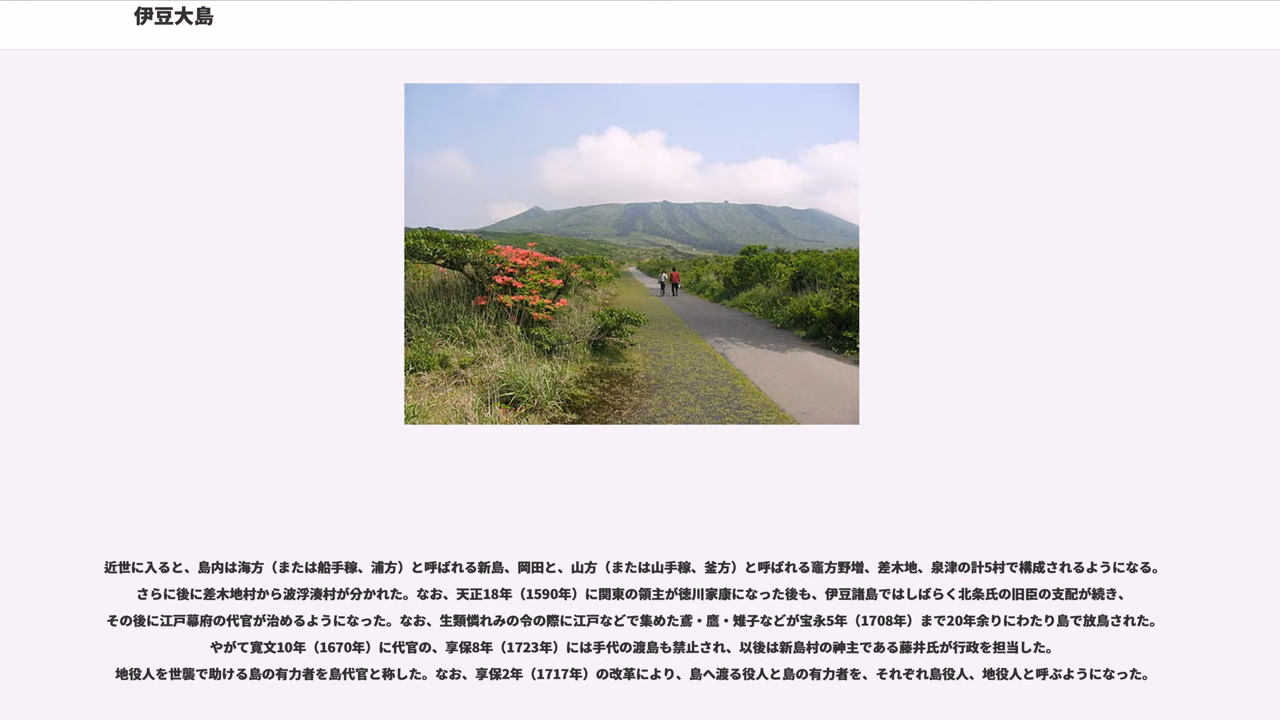 伊豆大島
近世に入ると、島内は海方（または船手稼、浦方）と呼ばれる新島、岡田と、山方（または山手稼、釜方）と呼ばれる竈方野増、差木地、泉津の計5村で構成されるようになる。
さらに後に差木地村から波浮湊村が分かれた。なお、天正18年（1590年）に関東の領主が徳川家康になった後も、伊豆諸島ではしばらく北条氏の旧臣の支配が続き、
その後に江戸幕府の代官が治めるようになった。なお、生類憐れみの令の際に江戸などで集めた鳶・鷹・雉子などが宝永5年（1708年）まで20年余りにわたり島で放鳥された。
やがて寛文10年（1670年）に代官の、享保8年（1723年）には手代の渡島も禁止され、以後は新島村の神主である藤井氏が行政を担当した。
地役人を世襲で助ける島の有力者を島代官と称した。なお、享保2年（1717年）の改革により、島へ渡る役人と島の有力者を、それぞれ島役人、地役人と呼ぶようになった。